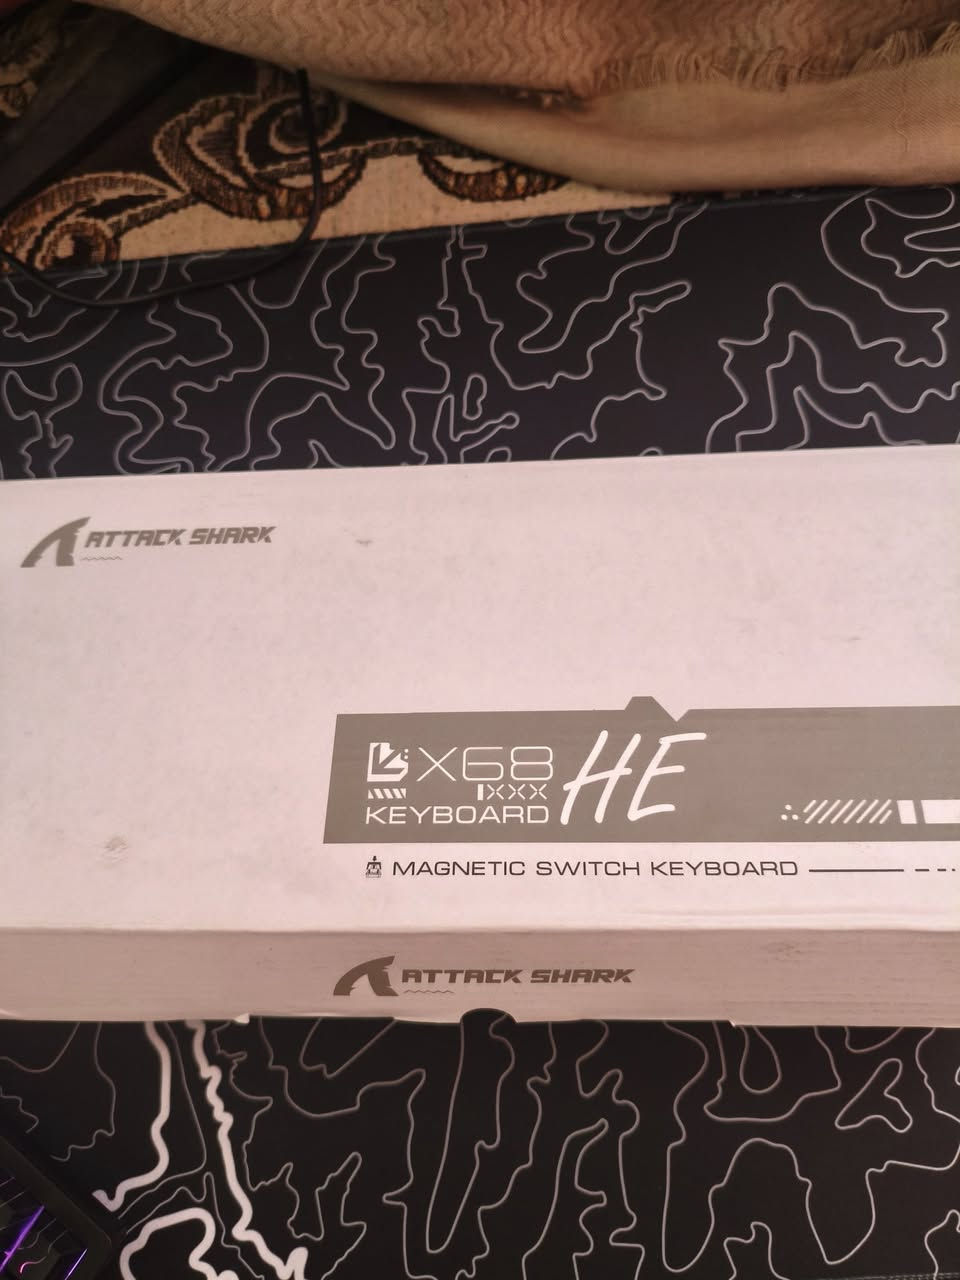 ATTACK SHARK
X68 HE
KEYBOARD
MAGNETIC SWITCH KEYBOARD
ATTACK SHARK